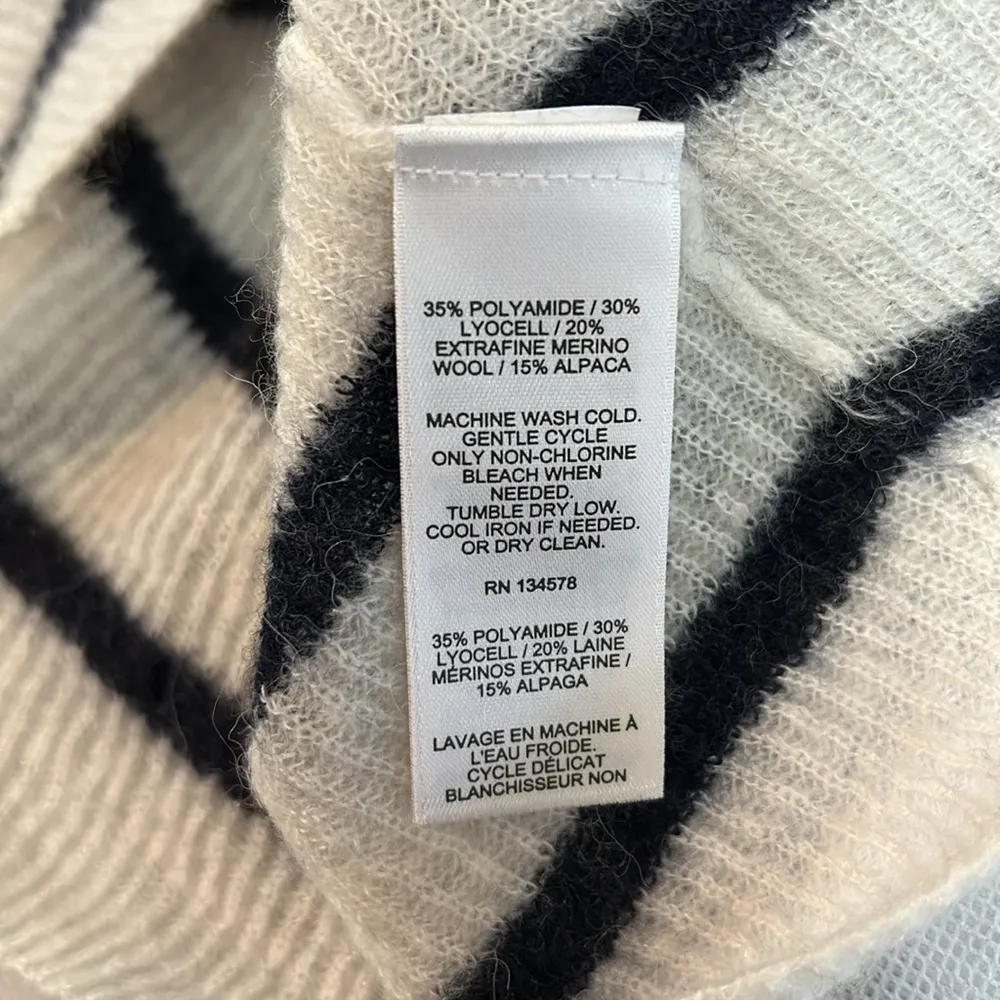 35% POLYAMIDE / 30%
LYOCELL / 20%
EXTRAFINE MERINO
WOOL / 15% ALPACA
MACHINE WASH COLD.
GENTLE CYCLE
ONLY NON-CHLORINE
BLEACH WHEN
NEEDED.
TUMBLE DRY LOW.
COOL IRON IF NEEDED.
OR DRY CLEAN.
RN 134578
35% POLYAMIDE / 30%
LYOCELL / 20% LAINE
MÉRINOS EXTRAFINE /
15% ALPAGA
LAVAGE EN MACHINE À
L'EAU FROIDE.
CYCLE DÉLICAT
BLANCHISSEUR NON